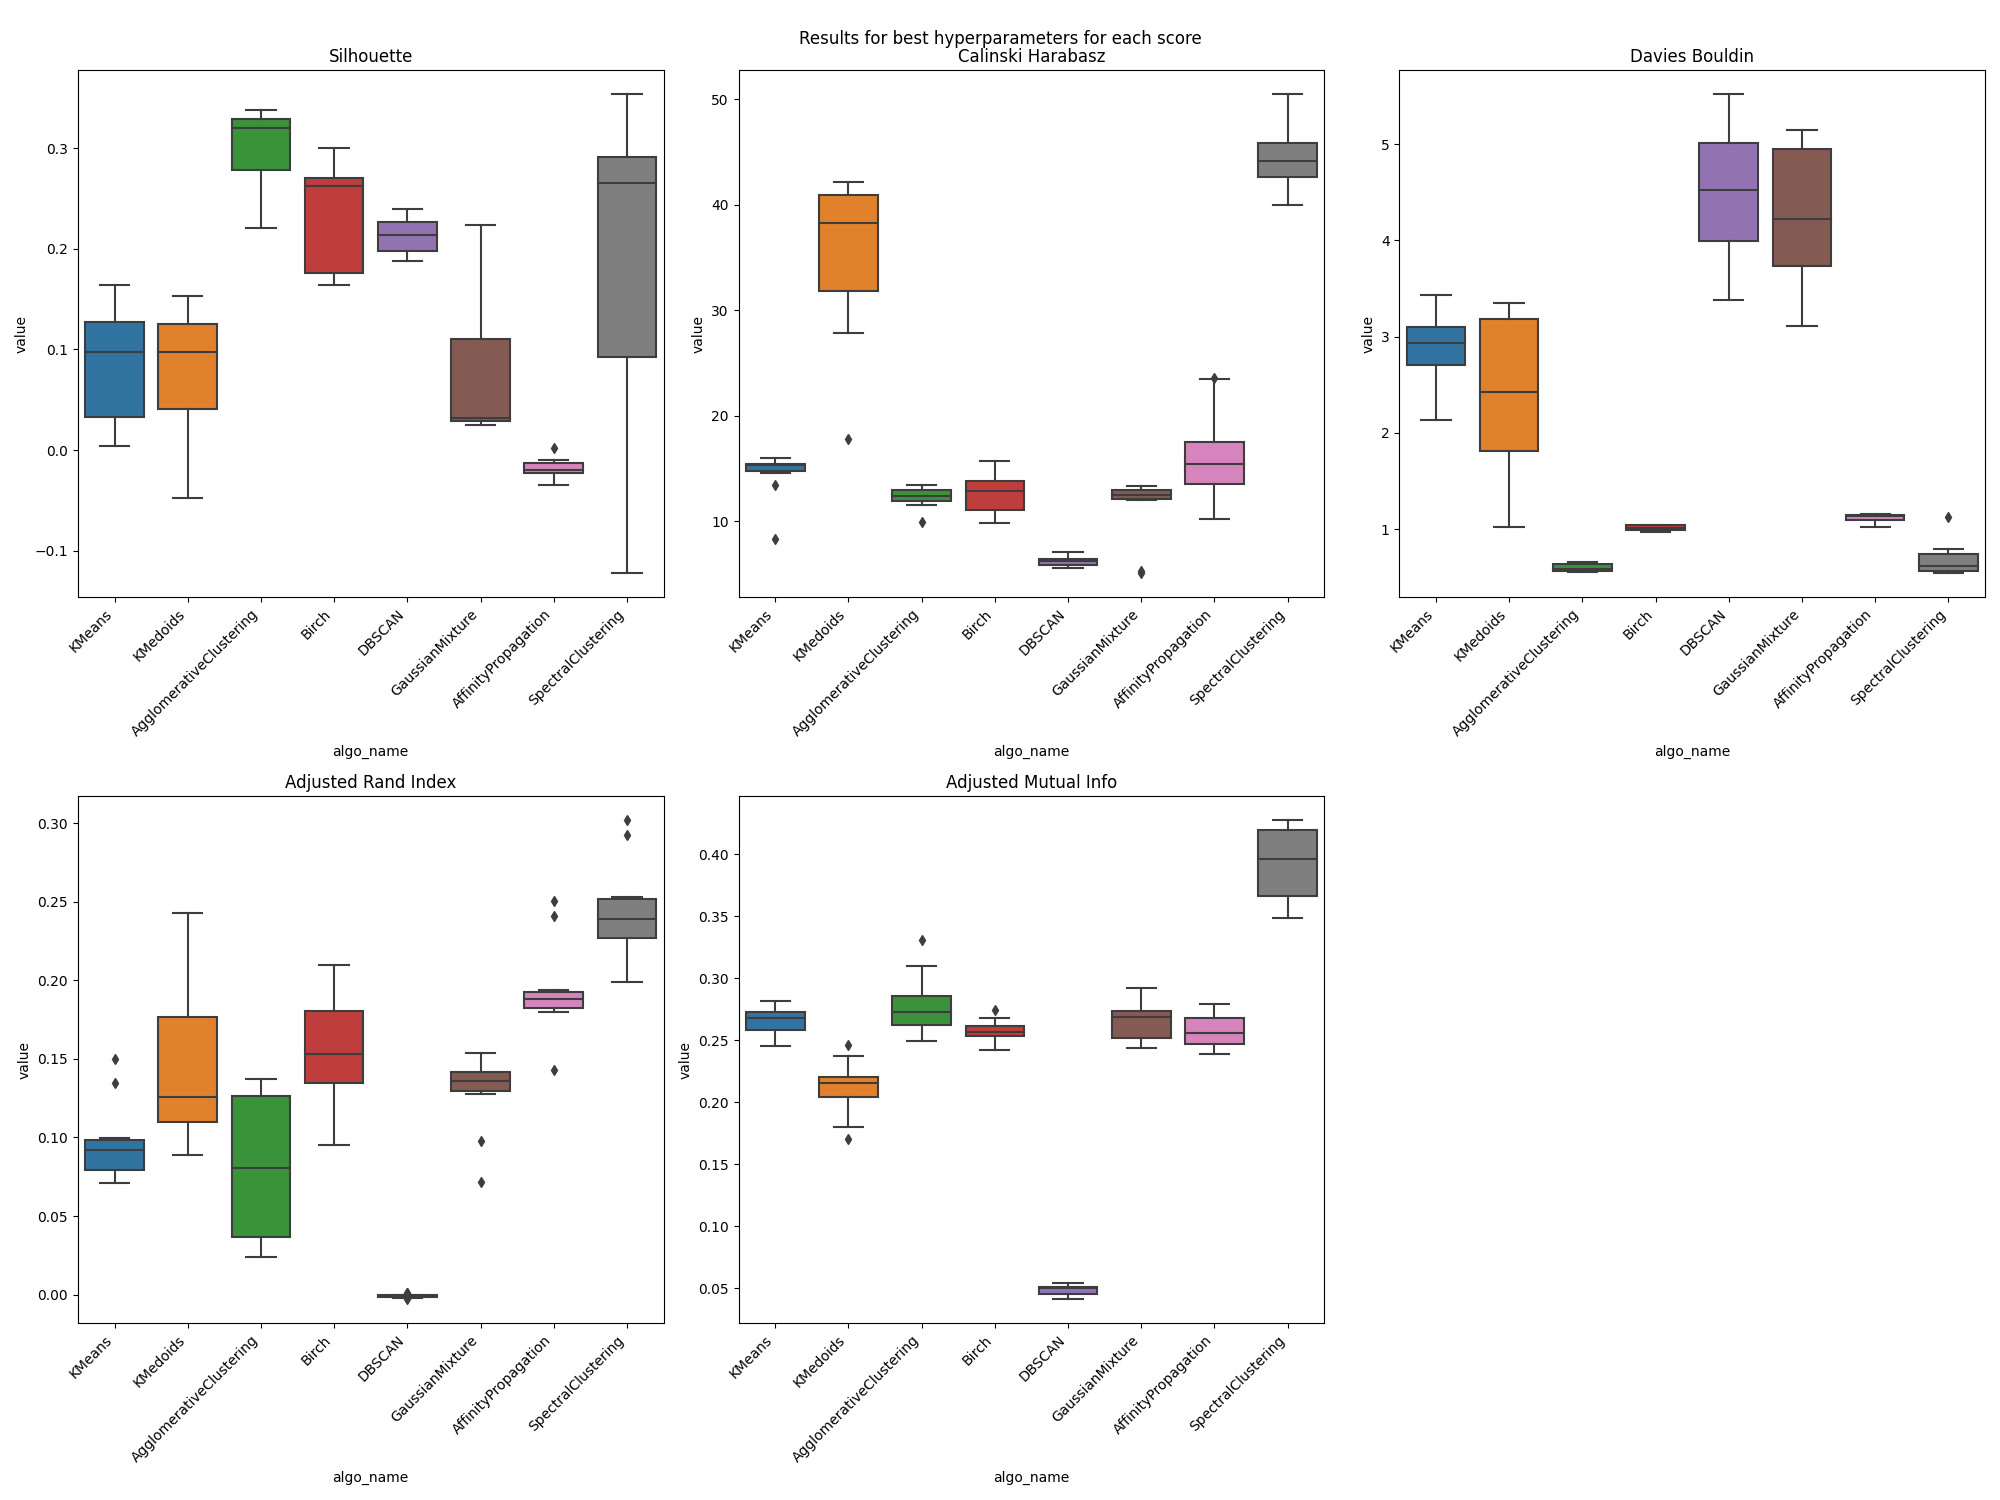 Results for best hyperparameters for each score
Silhouette
value
0.3
0.2
0.1
0.0
−0.1
KMeans
KMedoids
AgglomerativeClustering
Birch
DBSCAN
GaussianMixture
AffinityPropagation
SpectralClustering
algo_name
Calinski Harabasz
value
50
40
30
20
10
KMeans
KMedoids
AgglomerativeClustering
Birch
DBSCAN
GaussianMixture
AffinityPropagation
SpectralClustering
algo_name
Davies Bouldin
value
5
4
3
2
1
KMeans
KMedoids
AgglomerativeClustering
Birch
DBSCAN
GaussianMixture
AffinityPropagation
SpectralClustering
algo_name
Adjusted Rand Index
value
0.30
0.25
0.20
0.15
0.10
0.05
0.00
KMeans
KMedoids
AgglomerativeClustering
Birch
DBSCAN
GaussianMixture
AffinityPropagation
SpectralClustering
algo_name
Adjusted Mutual Info
value
0.40
0.35
0.30
0.25
0.20
0.15
0.10
0.05
KMeans
KMedoids
AgglomerativeClustering
Birch
DBSCAN
GaussianMixture
AffinityPropagation
SpectralClustering
algo_name